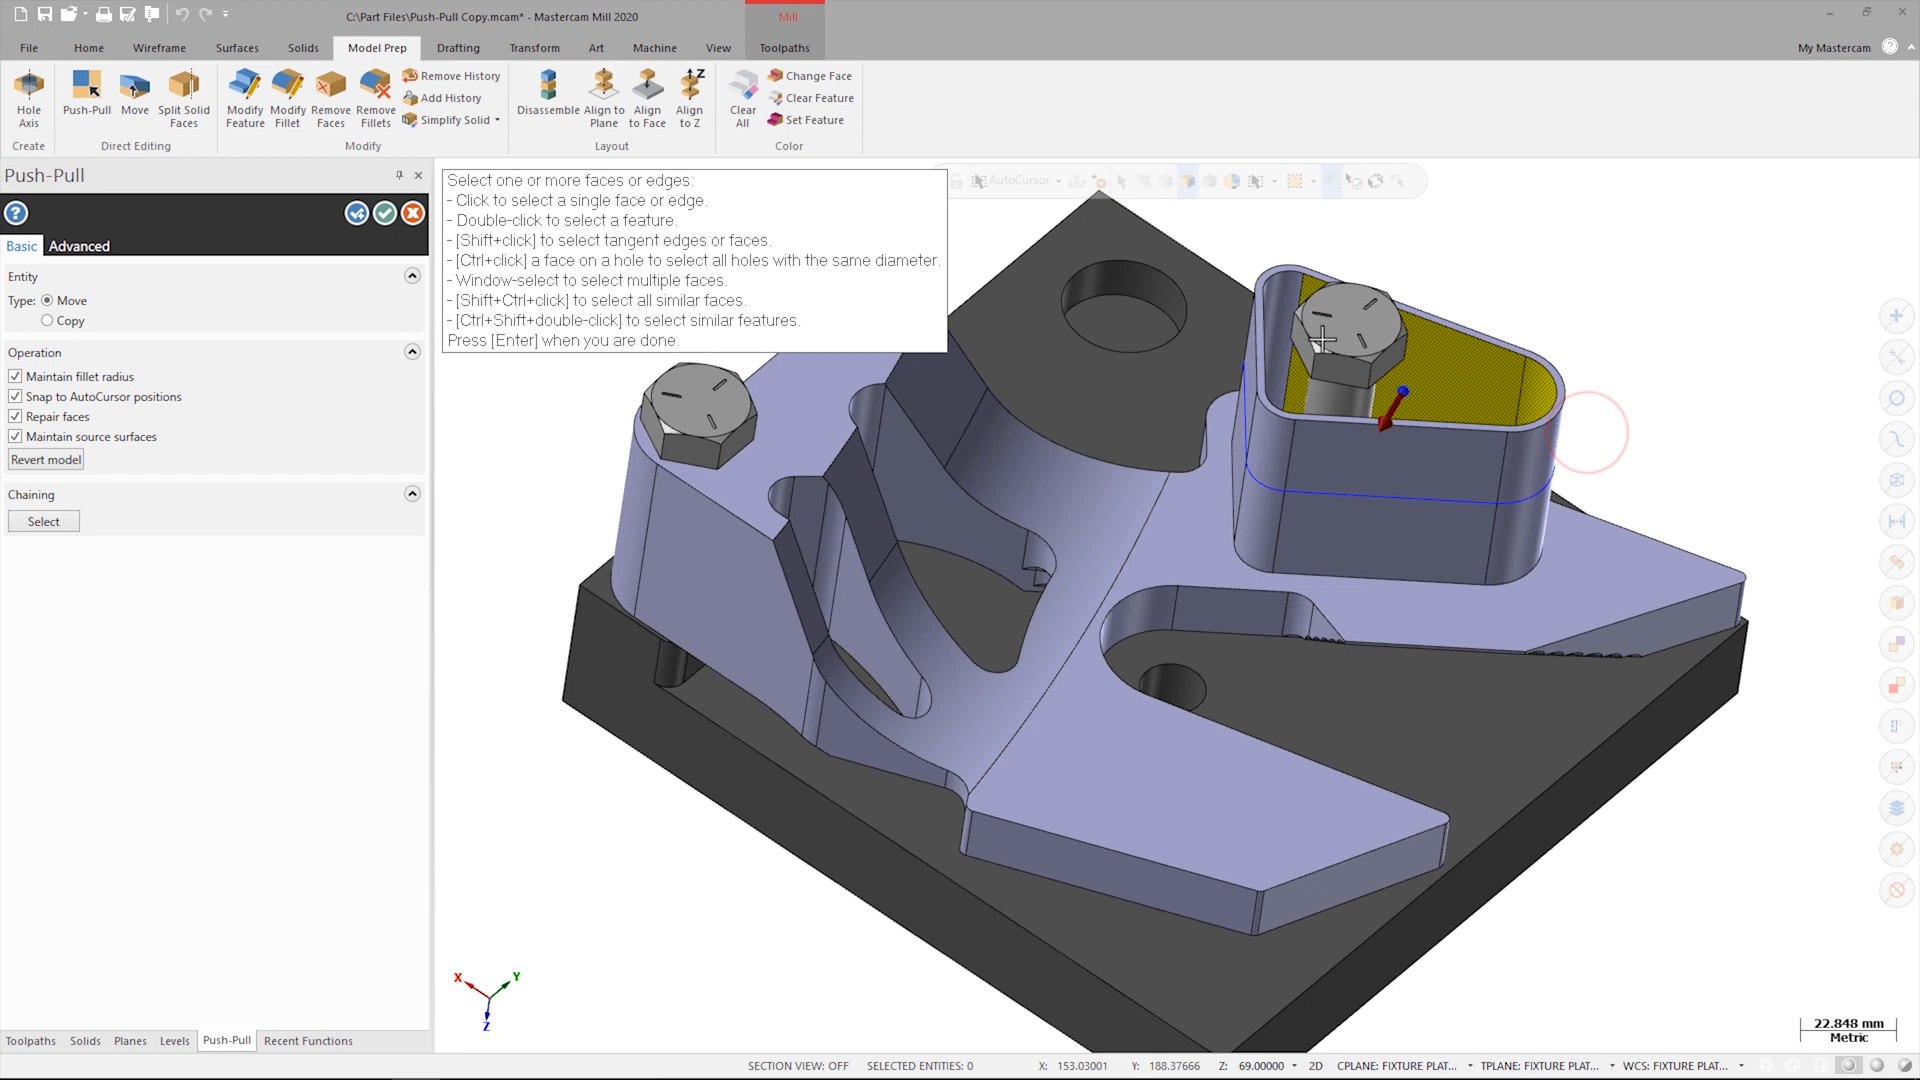 C:\Part Files\Push-Pull Copy.mcam* - Mastercam Mill 2020
Mill
File Home Wireframe Surfaces Solids Model Prep Drafting Transform Art Machine View Toolpaths My Mastercam
Hole Axis
Push-Pull
Move
Split Solid Faces
Modify Feature
Modify Fillet
Remove Faces
Remove Fillets
Remove History
Add History
Simplify Solid
Disassemble
Align to Plane
Align to Face
Align to Z
Clear All
Change Face
Clear Feature
Set Feature
Create Direct Editing Modify Layout Color
Push-Pull
Basic Advanced
Entity
Type: Move
Copy
Operation
Maintain fillet radius
Snap to AutoCursor positions
Repair faces
Maintain source surfaces
Revert model
Chaining
Select
Select one or more faces or edges:
- Click to select a single face or edge.
- Double-click to select a feature.
- [Shift+click] to select tangent edges or faces.
- [Ctrl+click] a face on a hole to select all holes with the same diameter.
- Window-select to select multiple faces.
- [Shift+Ctrl+click] to select all similar faces.
- [Ctrl+Shift+double-click] to select similar features.
Press [Enter] when you are done.
AutoCursor
X Y
Z
22.848 mm
Metric
Toolpaths Solids Planes Levels Push-Pull Recent Functions
SECTION VIEW: OFF SELECTED ENTITIES: 0 X: 153.03001 Y: 188.37666 Z: 69.00000 2D CPLANE: FIXTURE PLAT... TPLANE: FIXTURE PLAT... WCS: FIXTURE PLAT...